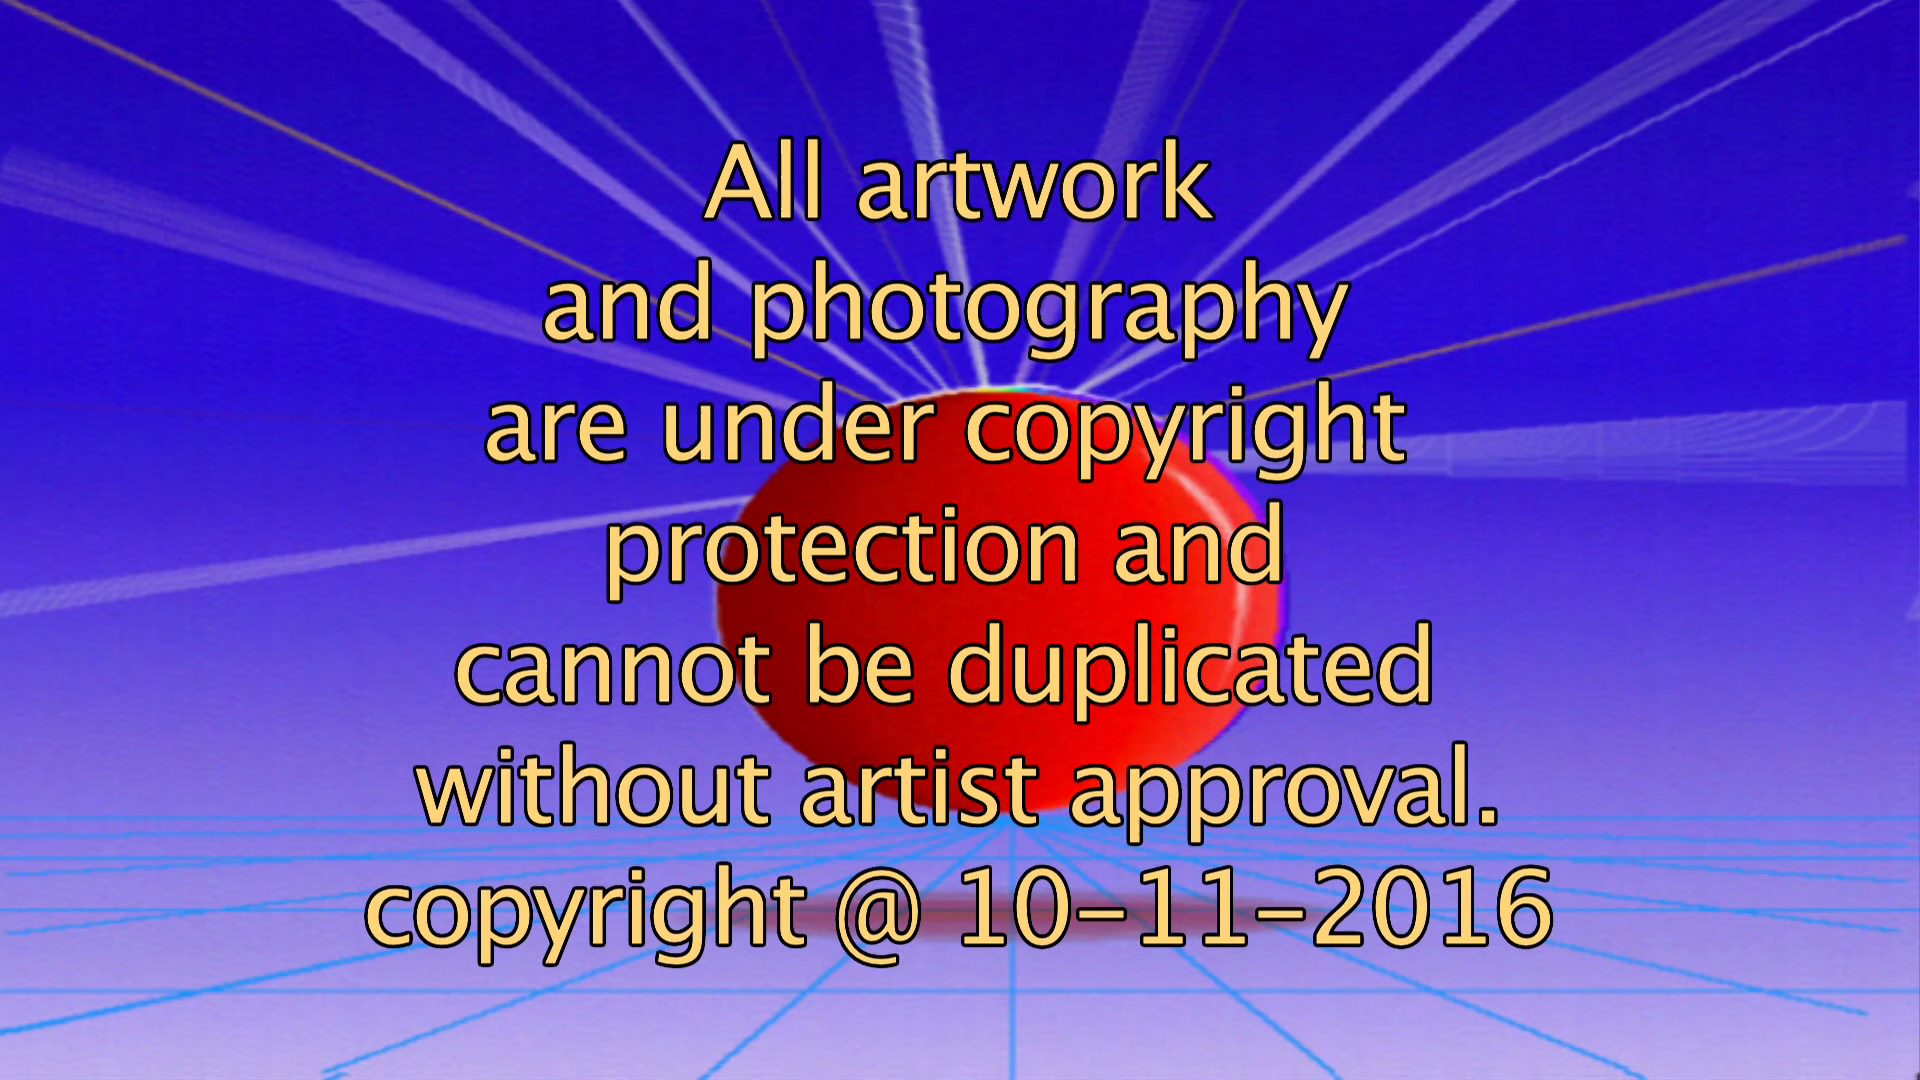 All artwork
and photography
are under copyright
protection and
cannot be duplicated
without artist approval.
copyright @ 10-11-2016